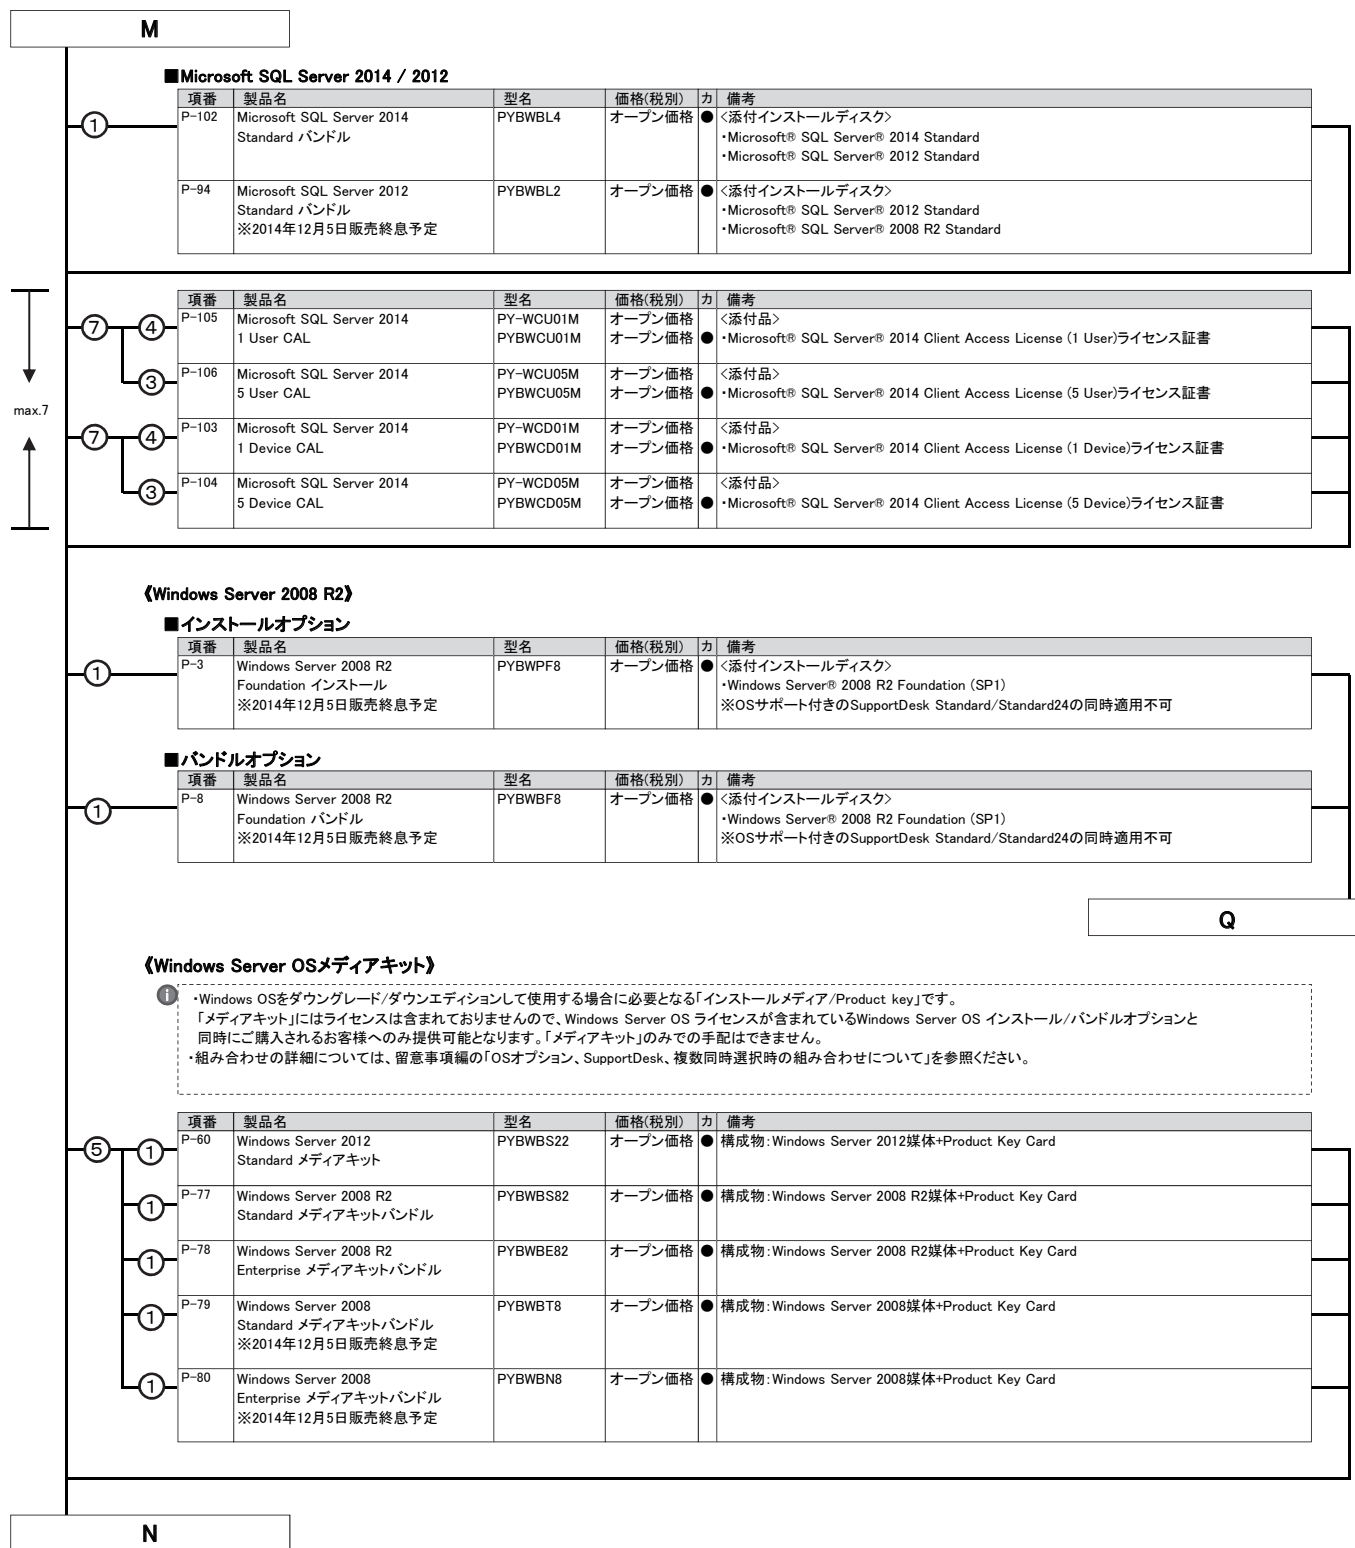 M
■Microsoft SQL Server 2014 / 2012
項番 製品名 型名 価格(税別) カ 備考
① P-102 Microsoft SQL Server 2014 PYBWBL4 オープン価格 ● <添付インストールディスク>
Standard バンドル ・Microsoft® SQL Server® 2014 Standard
・Microsoft® SQL Server® 2012 Standard
P-94 Microsoft SQL Server 2012 PYBWBL2 オープン価格 ● <添付インストールディスク>
Standard バンドル ・Microsoft® SQL Server® 2012 Standard
※2014年12月5日販売終息予定 ・Microsoft® SQL Server® 2008 R2 Standard
項番 製品名 型名 価格(税別) カ 備考
⑦ ④ P-105 Microsoft SQL Server 2014 PY-WCU01M オープン価格 <添付品>
1 User CAL PYBWCU01M オープン価格 ● ・Microsoft® SQL Server® 2014 Client Access License (1 User)ライセンス証書
③ P-106 Microsoft SQL Server 2014 PY-WCU05M オープン価格 <添付品>
5 User CAL PYBWCU05M オープン価格 ● ・Microsoft® SQL Server® 2014 Client Access License (5 User)ライセンス証書
max.7
⑦ ④ P-103 Microsoft SQL Server 2014 PY-WCD01M オープン価格 <添付品>
1 Device CAL PYBWCD01M オープン価格 ● ・Microsoft® SQL Server® 2014 Client Access License (1 Device)ライセンス証書
③ P-104 Microsoft SQL Server 2014 PY-WCD05M オープン価格 <添付品>
5 Device CAL PYBWCD05M オープン価格 ● ・Microsoft® SQL Server® 2014 Client Access License (5 Device)ライセンス証書
《Windows Server 2008 R2》
■インストールオプション
項番 製品名 型名 価格(税別) カ 備考
① P-3 Windows Server 2008 R2 PYBWPF8 オープン価格 ● <添付インストールディスク>
Foundation インストール ・Windows Server® 2008 R2 Foundation (SP1)
※2014年12月5日販売終息予定 ※OSサポート付きのSupportDesk Standard/Standard24の同時適用不可
■バンドルオプション
項番 製品名 型名 価格(税別) カ 備考
① P-8 Windows Server 2008 R2 PYBWBF8 オープン価格 ● <添付インストールディスク>
Foundation バンドル ・Windows Server® 2008 R2 Foundation (SP1)
※2014年12月5日販売終息予定 ※OSサポート付きのSupportDesk Standard/Standard24の同時適用不可
Q
《Windows Server OSメディアキット》
i ・Windows OSをダウングレード/ダウンエディションして使用する場合に必要となる「インストールメディア/Product key」です。
「メディアキット」にはライセンスは含まれておりませんので、Windows Server OS ライセンスが含まれているWindows Server OS インストール/バンドルオプションと
同時にご購入されるお客様へのみ提供可能となります。「メディアキット」のみでの手配はできません。
・組み合わせの詳細については、留意事項編の「OSオプション、SupportDesk、複数同時選択時の組み合わせについて」を参照ください。
項番 製品名 型名 価格(税別) カ 備考
⑤ ① P-60 Windows Server 2012 PYBWBS22 オープン価格 ● 構成物:Windows Server 2012媒体+Product Key Card
Standard メディアキット
① P-77 Windows Server 2008 R2 PYBWBS82 オープン価格 ● 構成物:Windows Server 2008 R2媒体+Product Key Card
Standard メディアキットバンドル
① P-78 Windows Server 2008 R2 PYBWBE82 オープン価格 ● 構成物:Windows Server 2008 R2媒体+Product Key Card
Enterprise メディアキットバンドル
① P-79 Windows Server 2008 PYBWBT8 オープン価格 ● 構成物:Windows Server 2008媒体+Product Key Card
Standard メディアキットバンドル
※2014年12月5日販売終息予定
① P-80 Windows Server 2008 PYBWBN8 オープン価格 ● 構成物:Windows Server 2008媒体+Product Key Card
Enterprise メディアキットバンドル
※2014年12月5日販売終息予定
N